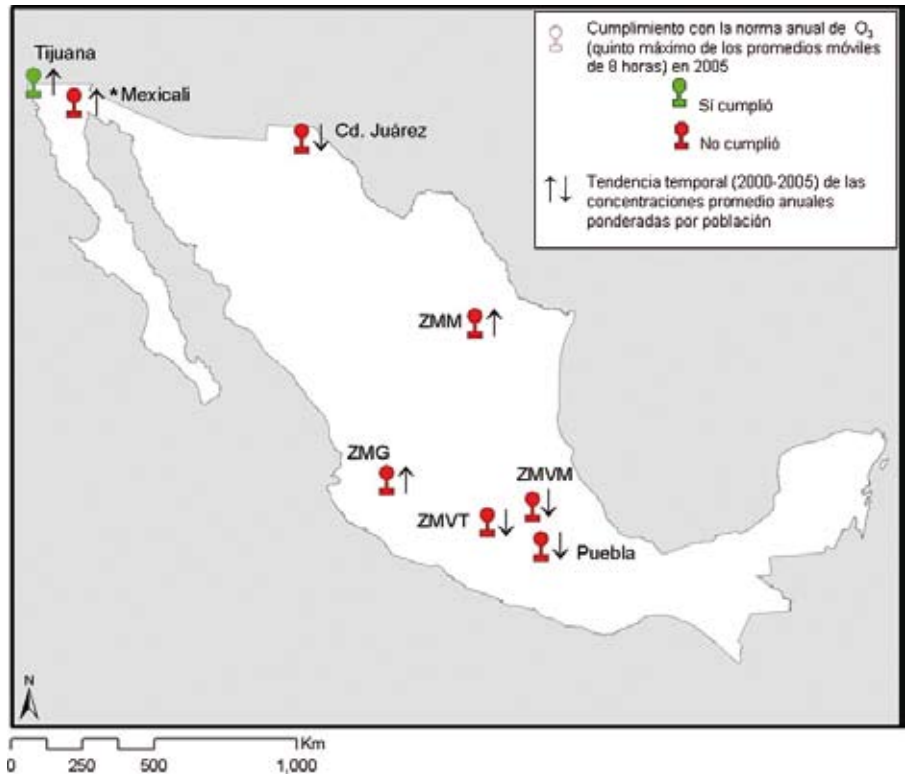 Cumplimiento con la norma anual de O3
(quinto máximo de los promedios móviles
de 8 horas) en 2005
Sí cumplió
No cumplió
↑↓ Tendencia temporal (2000-2005) de las
concentraciones promedio anuales
ponderadas por población
Tijuana
*Mexicali
Cd. Juárez
ZMM
ZMG
ZMVM
ZMVT
Puebla
N
Km
0 250 500 1,000